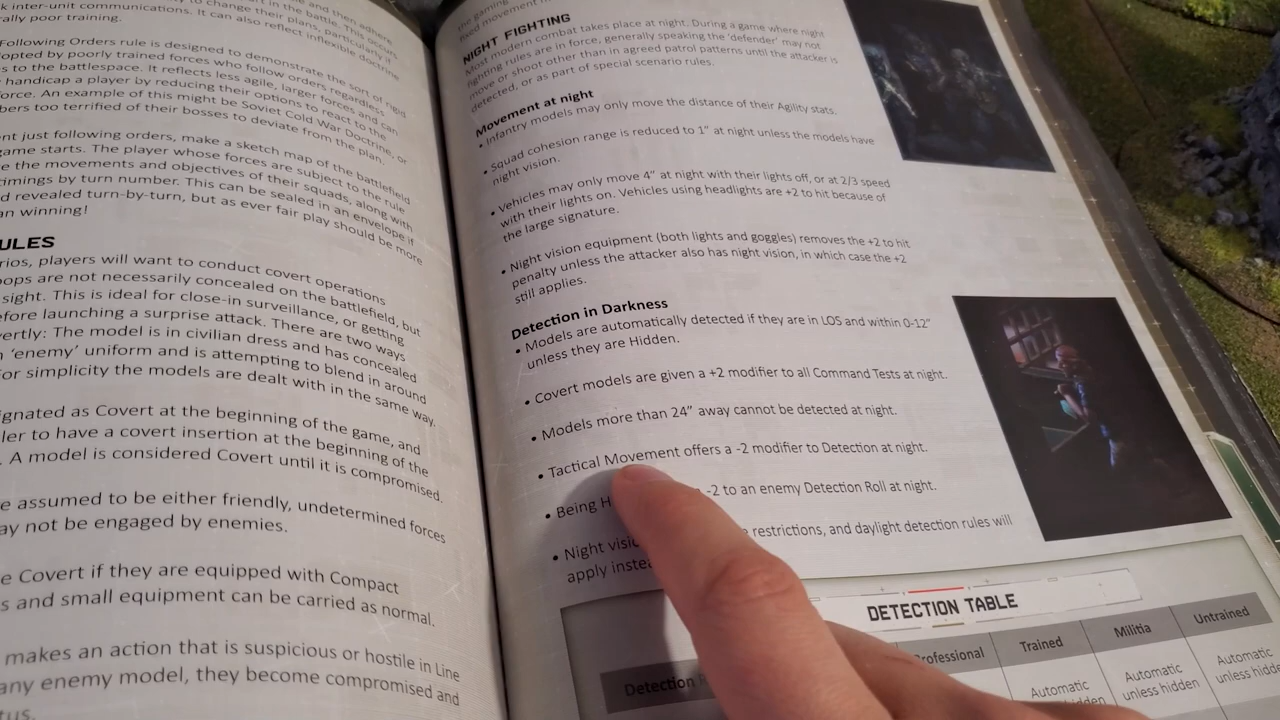 and then adhere
to change their plans, particularly if
k inter-unit communications. It can also reflect inflexible doctrine
rally poor training.
Following Orders rule is designed to demonstrate the sort of rigid
opted by poorly trained forces who follow orders regardless
s to the battlespace. It reflects less agile, larger forces and can
handicap a player by reducing their options to react to the
orce. An example of this might be Soviet Cold War Doctrine, or
bers too terrified of their bosses to deviate from the plan.
ent just following orders, make a sketch map of the battlefield
game starts. The player whose forces are subject to the rule
e the movements and objectives of their squads, along with
timings by turn number. This can be sealed in an envelope if
d revealed turn-by-turn, but as ever fair play should be more
an winning!
ULES
rios, players will want to conduct covert operations
oops are not necessarily concealed on the battlefield, but
sight. This is ideal for close-in surveillance, or getting
efore launching a surprise attack. There are two ways
vertly: The model is in civilian dress and has concealed
n 'enemy' uniform and is attempting to blend in around
For simplicity the models are dealt with in the same way.
ignated as Covert at the beginning of the game, and
ler to have a covert insertion at the beginning of the
. A model is considered Covert until it is compromised.
e assumed to be either friendly, undetermined forces
ay not be engaged by enemies.
e Covert if they are equipped with Compact
s and small equipment can be carried as normal.
makes an action that is suspicious or hostile in Line
any enemy model, they become compromised and
tus.
the gaming
fixed movement
NIGHT FIGHTING
Most modern combat takes place at night. During a game where night
fighting rules are in force, generally speaking the 'defender' may not
move or shoot other than in agreed patrol patterns until the attacker is
detected, or as part of special scenario rules.
Movement at night
• Infantry models may only move the distance of their Agility stats.
• Squad cohesion range is reduced to 1" at night unless the models have
night vision.
• Vehicles may only move 4" at night with their lights off, or at 2/3 speed
with their lights on. Vehicles using headlights are +2 to hit because of
the large signature.
• Night vision equipment (both lights and goggles) removes the +2 to hit
penalty unless the attacker also has night vision, in which case the +2
still applies.
Detection in Darkness
• Models are automatically detected if they are in LOS and within 0-12"
unless they are Hidden.
• Covert models are given a +2 modifier to all Command Tests at night.
• Models more than 24" away cannot be detected at night.
• Tactical Movement offers a -2 modifier to Detection at night.
• Being H -2 to an enemy Detection Roll at night.
• Night visi restrictions, and daylight detection rules will
apply inste
DETECTION TABLE
Detection R Professional Trained Militia Untrained
Automatic hidden Automatic unless hidden Automatic unless hidden